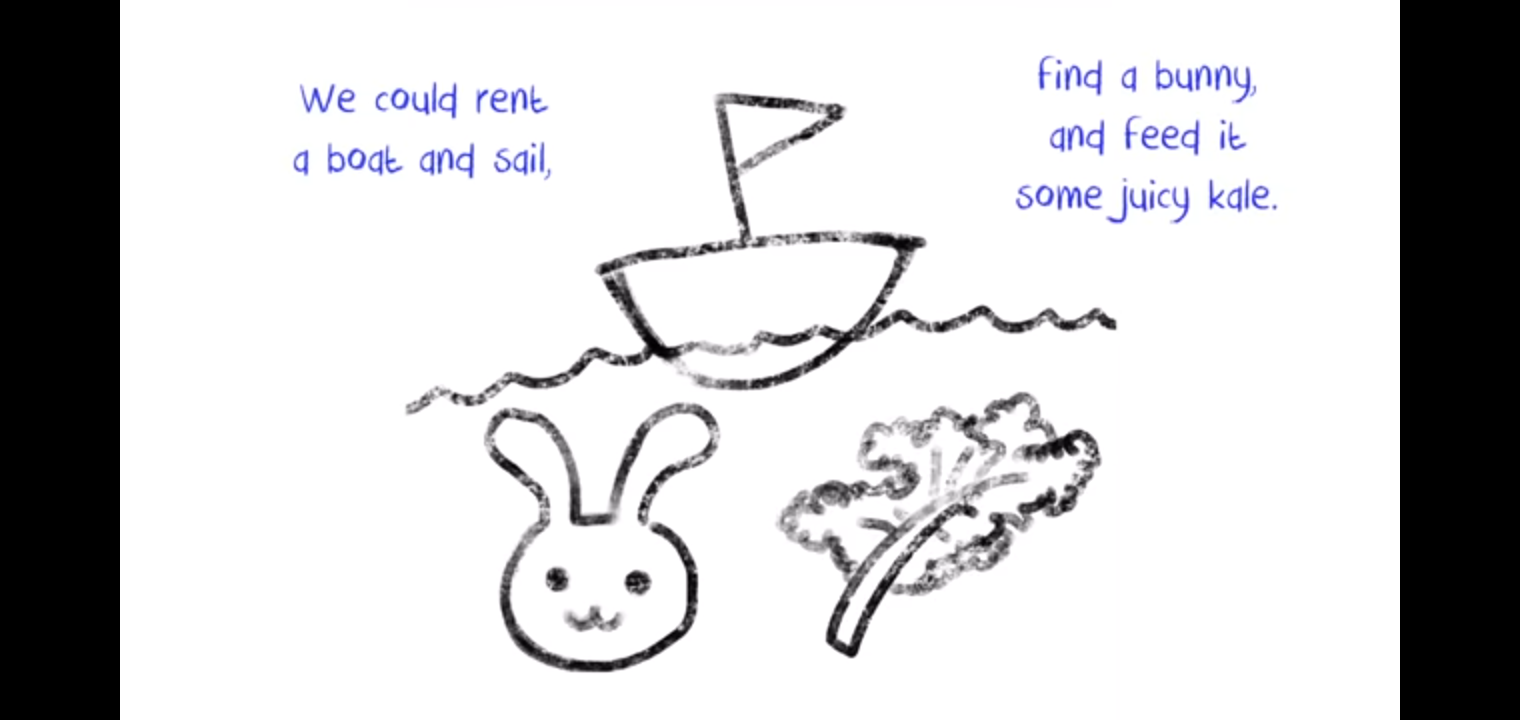 We could rent
a boat and sail,
find a bunny,
and feed it
some juicy kale.